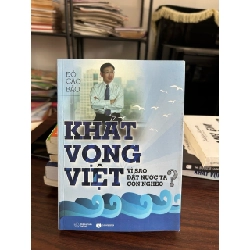 ĐỖ CAO BẢO
KHÁT
VỌNG
VIỆT
VÌ SAO
ĐẤT NƯỚC TA
CÒN NGHÈO
?